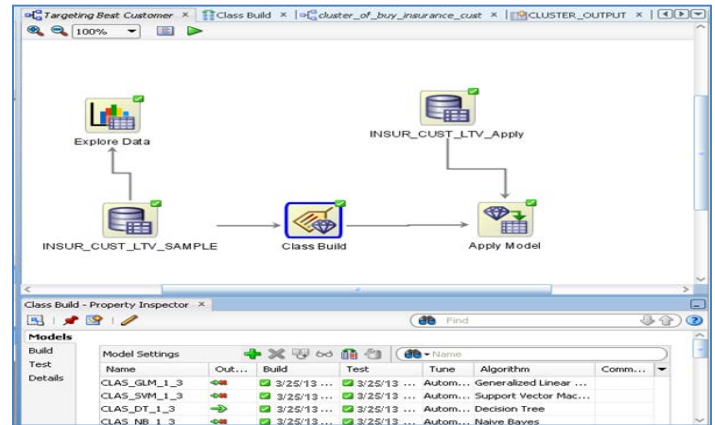 Targeting Best Customer × Class Build × cluster_of_buy_insurance_cust × CLUSTER_OUTPUT ×
100%
Explore Data
INSUR_CUST_LTV_Apply
INSUR_CUST_LTV_SAMPLE
Class Build
Apply Model
Class Build - Property Inspector ×
Find
Models
Build
Test
Details
Model Settings
Name
Name Out... Build Test Tune Algorithm Comm...
CLAS_GLM_1_3 3/25/13 ... 3/25/13 ... Autom... Generalized Linear ...
CLAS_SVM_1_3 3/25/13 ... 3/25/13 ... Autom... Support Vector Mac...
CLAS_DT_1_3 3/25/13 ... 3/25/13 ... Autom... Decision Tree
CLAS_NB_1_3 3/25/13 ... 3/25/13 ... Autom... Naive Bayes